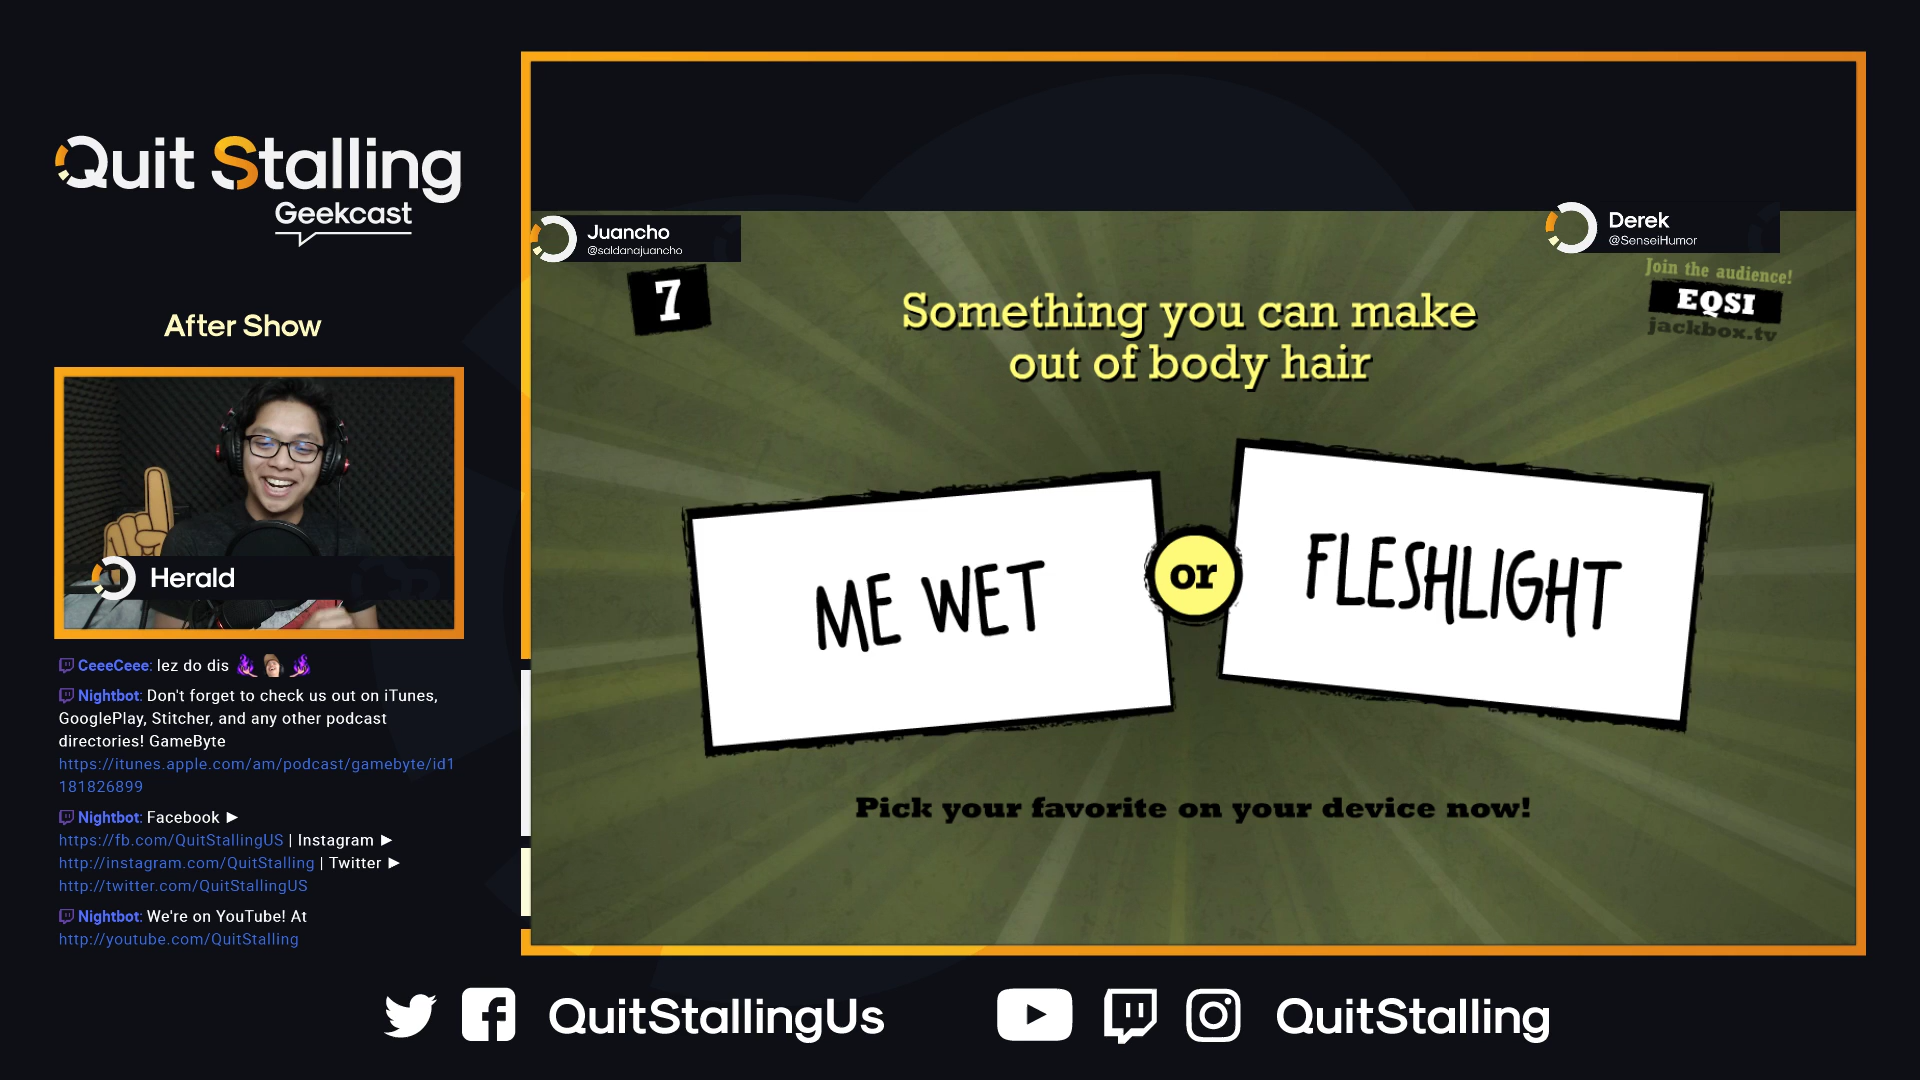 Quit Stalling
Geekcast
After Show
Herald
CeeeCeee: lez do dis
Nightbot: Don't forget to check us out on iTunes,
GooglePlay, Stitcher, and any other podcast
directories! GameByte
https://itunes.apple.com/am/podcast/gamebyte/id1
181826899
Nightbot: Facebook ►
https://fb.com/QuitStallingUS | Instagram ►
http://instagram.com/QuitStalling | Twitter ►
http://twitter.com/QuitStallingUS
Nightbot: We're on YouTube! At
http://youtube.com/QuitStalling
Juancho
@saldanajuancho
Derek
@SenseiHumor
7
Join the audience!
EQSI
jackbox.tv
Something you can make
out of body hair
ME WET
or
FLESHLIGHT
Pick your favorite on your device now!
QuitStallingUs
QuitStalling